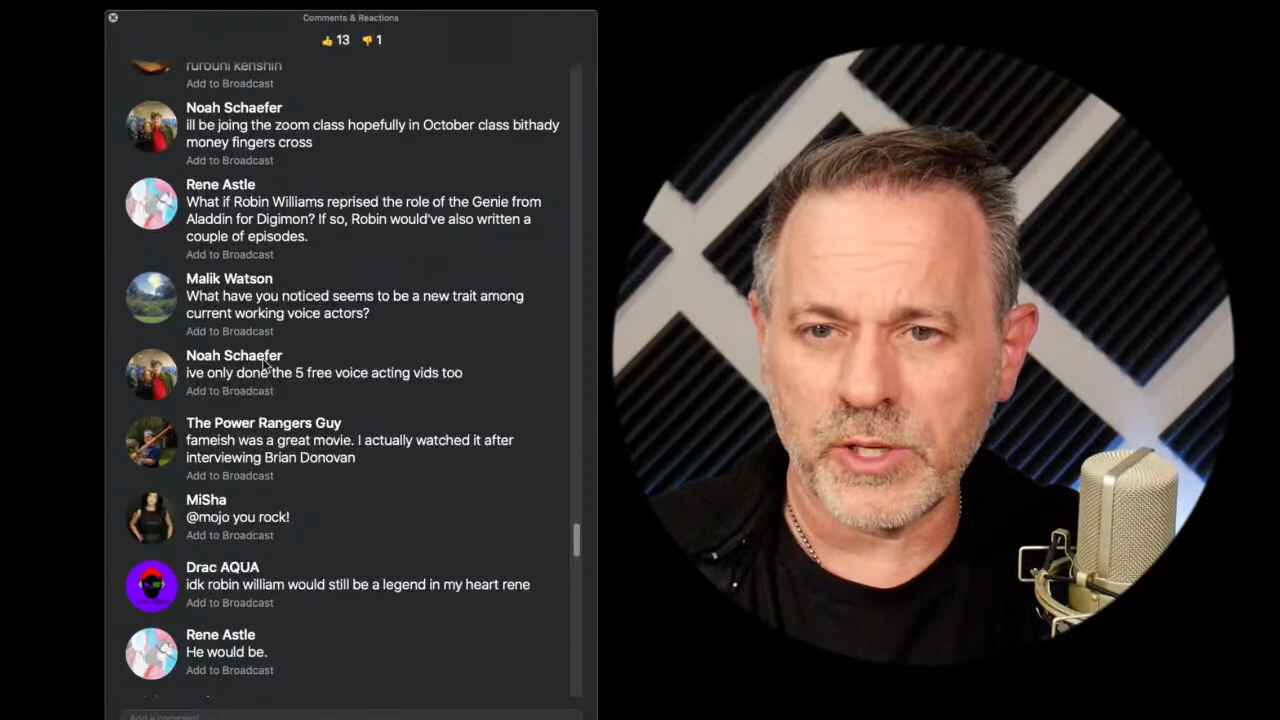 Comments & Reactions
👍 13 👎 1
rurouni kenshin
Add to Broadcast
Noah Schaefer
ill be joing the zoom class hopefully in October class bithady
money fingers cross
Add to Broadcast
Rene Astle
What if Robin Williams reprised the role of the Genie from
Aladdin for Digimon? If so, Robin would've also written a
couple of episodes.
Add to Broadcast
Malik Watson
What have you noticed seems to be a new trait among
current working voice actors?
Add to Broadcast
Noah Schaefer
ive only done the 5 free voice acting vids too
Add to Broadcast
The Power Rangers Guy
fameish was a great movie. I actually watched it after
interviewing Brian Donovan
Add to Broadcast
MiSha
@mojo you rock!
Add to Broadcast
Drac AQUA
idk robin william would still be a legend in my heart rene
Add to Broadcast
Rene Astle
He would be.
Add to Broadcast
Add a comment